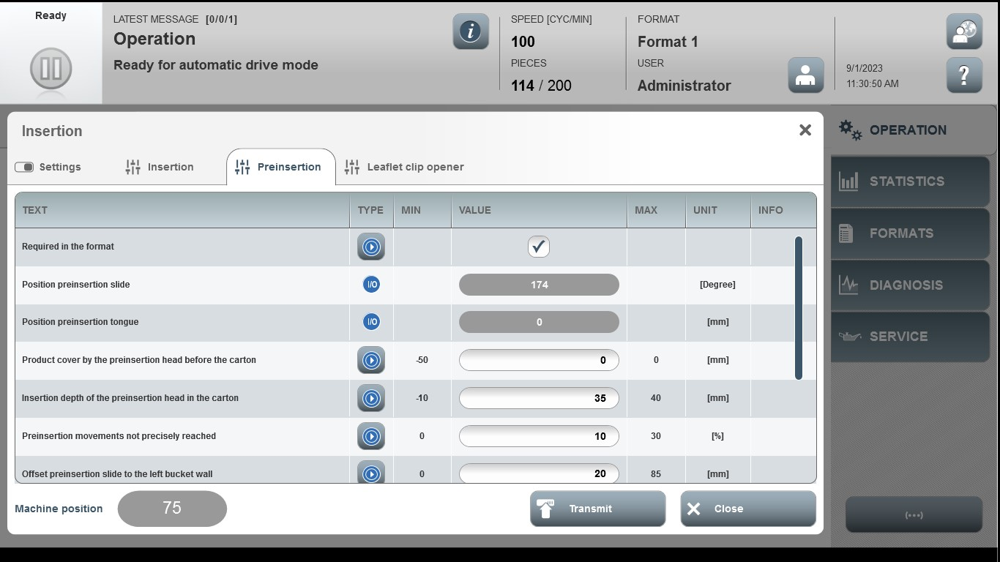 Ready
LATEST MESSAGE [0/0/1]
Operation
Ready for automatic drive mode
i
SPEED [CYC/MIN]
100
PIECES
114 / 200
FORMAT
Format 1
USER
Administrator
9/1/2023
11:30:50 AM
?
Insertion
Settings
Insertion
Preinsertion
Leaflet clip opener
TEXT TYPE MIN VALUE MAX UNIT INFO
Required in the format
Position preinsertion slide I/O 174 [Degree]
Position preinsertion tongue I/O 0 [mm]
Product cover by the preinsertion head before the carton -50 0 0 [mm]
Insertion depth of the preinsertion head in the carton -10 35 40 [mm]
Preinsertion movements not precisely reached 0 10 30 [%]
Offset preinsertion slide to the left bucket wall 0 20 85 [mm]
Machine position 75
Transmit
Close
OPERATION
STATISTICS
FORMATS
DIAGNOSIS
SERVICE
(•••)